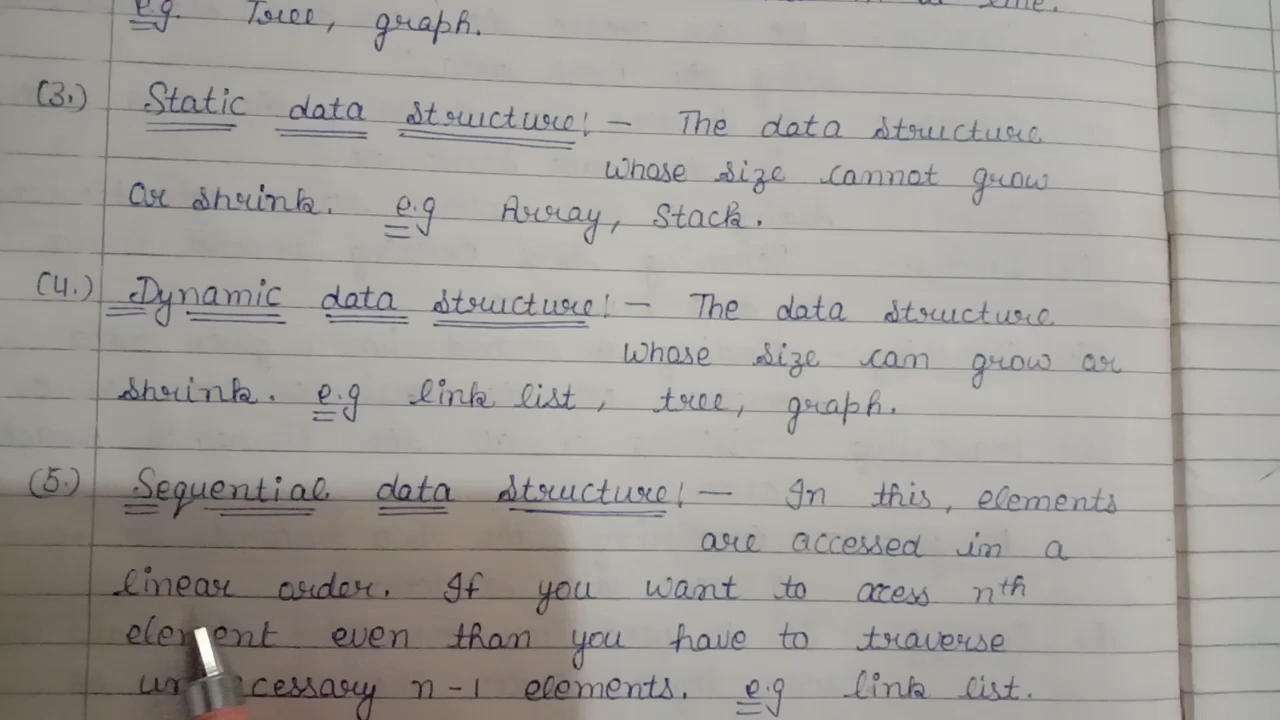 e.g. Tree, graph.
(3.) Static data structure:- The data structure
whose size cannot grow
or shrink. e.g Array, Stack.
(4.) Dynamic data structure:- The data structure
whose size can grow or
shrink. e.g link list, tree, graph.
(5.) Sequential data structure:- In this, elements
are accessed in a
linear order. If you want to acess nth
element even than you have to traverse
n-1 elements. e.g link list.